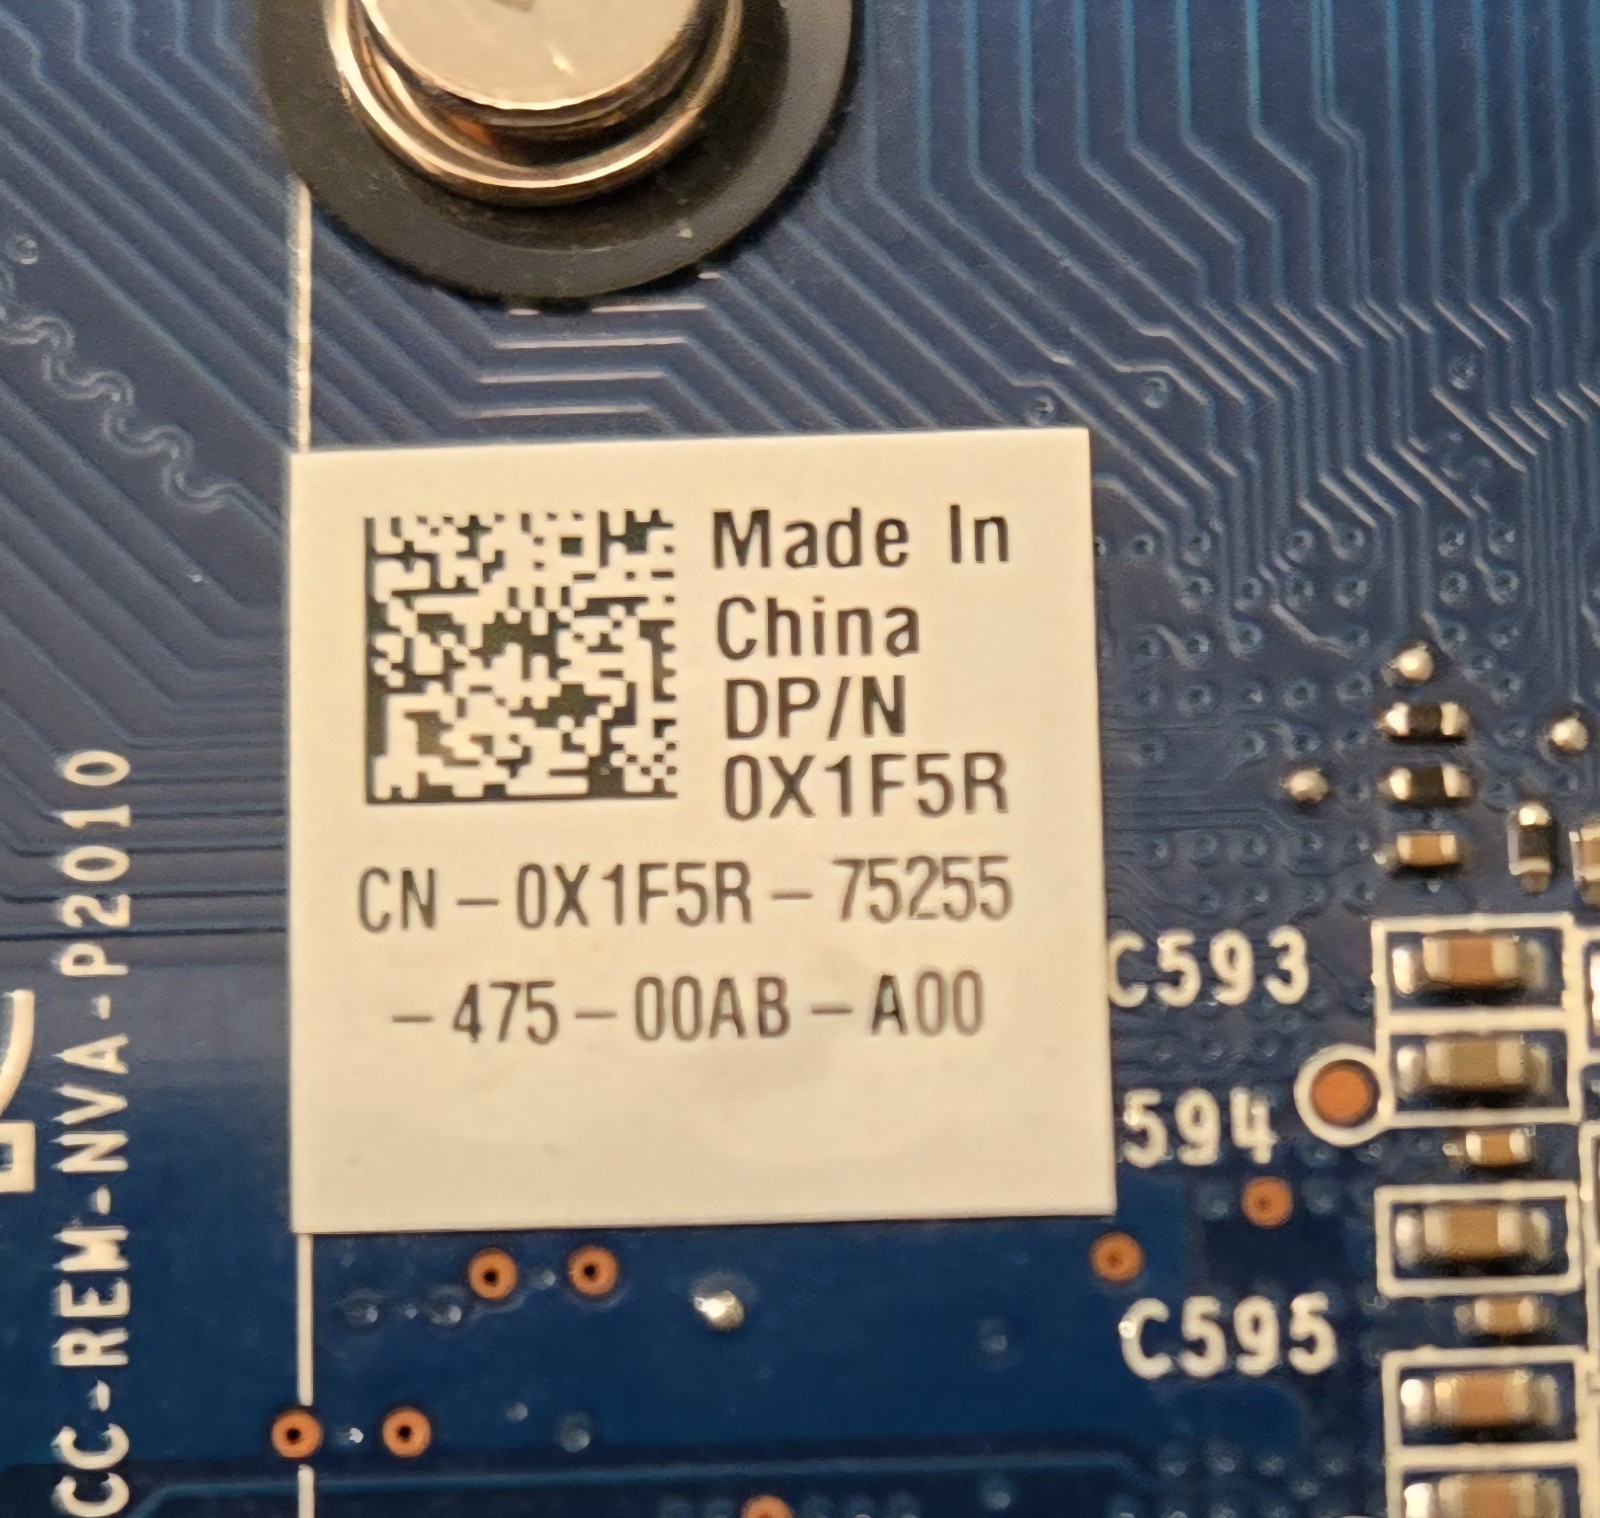 Made In
China
DP/N
0X1F5R
CN-0X1F5R-75255
-475-00AB-A00
CC-REM-NVA-P2010
C593
594
C595